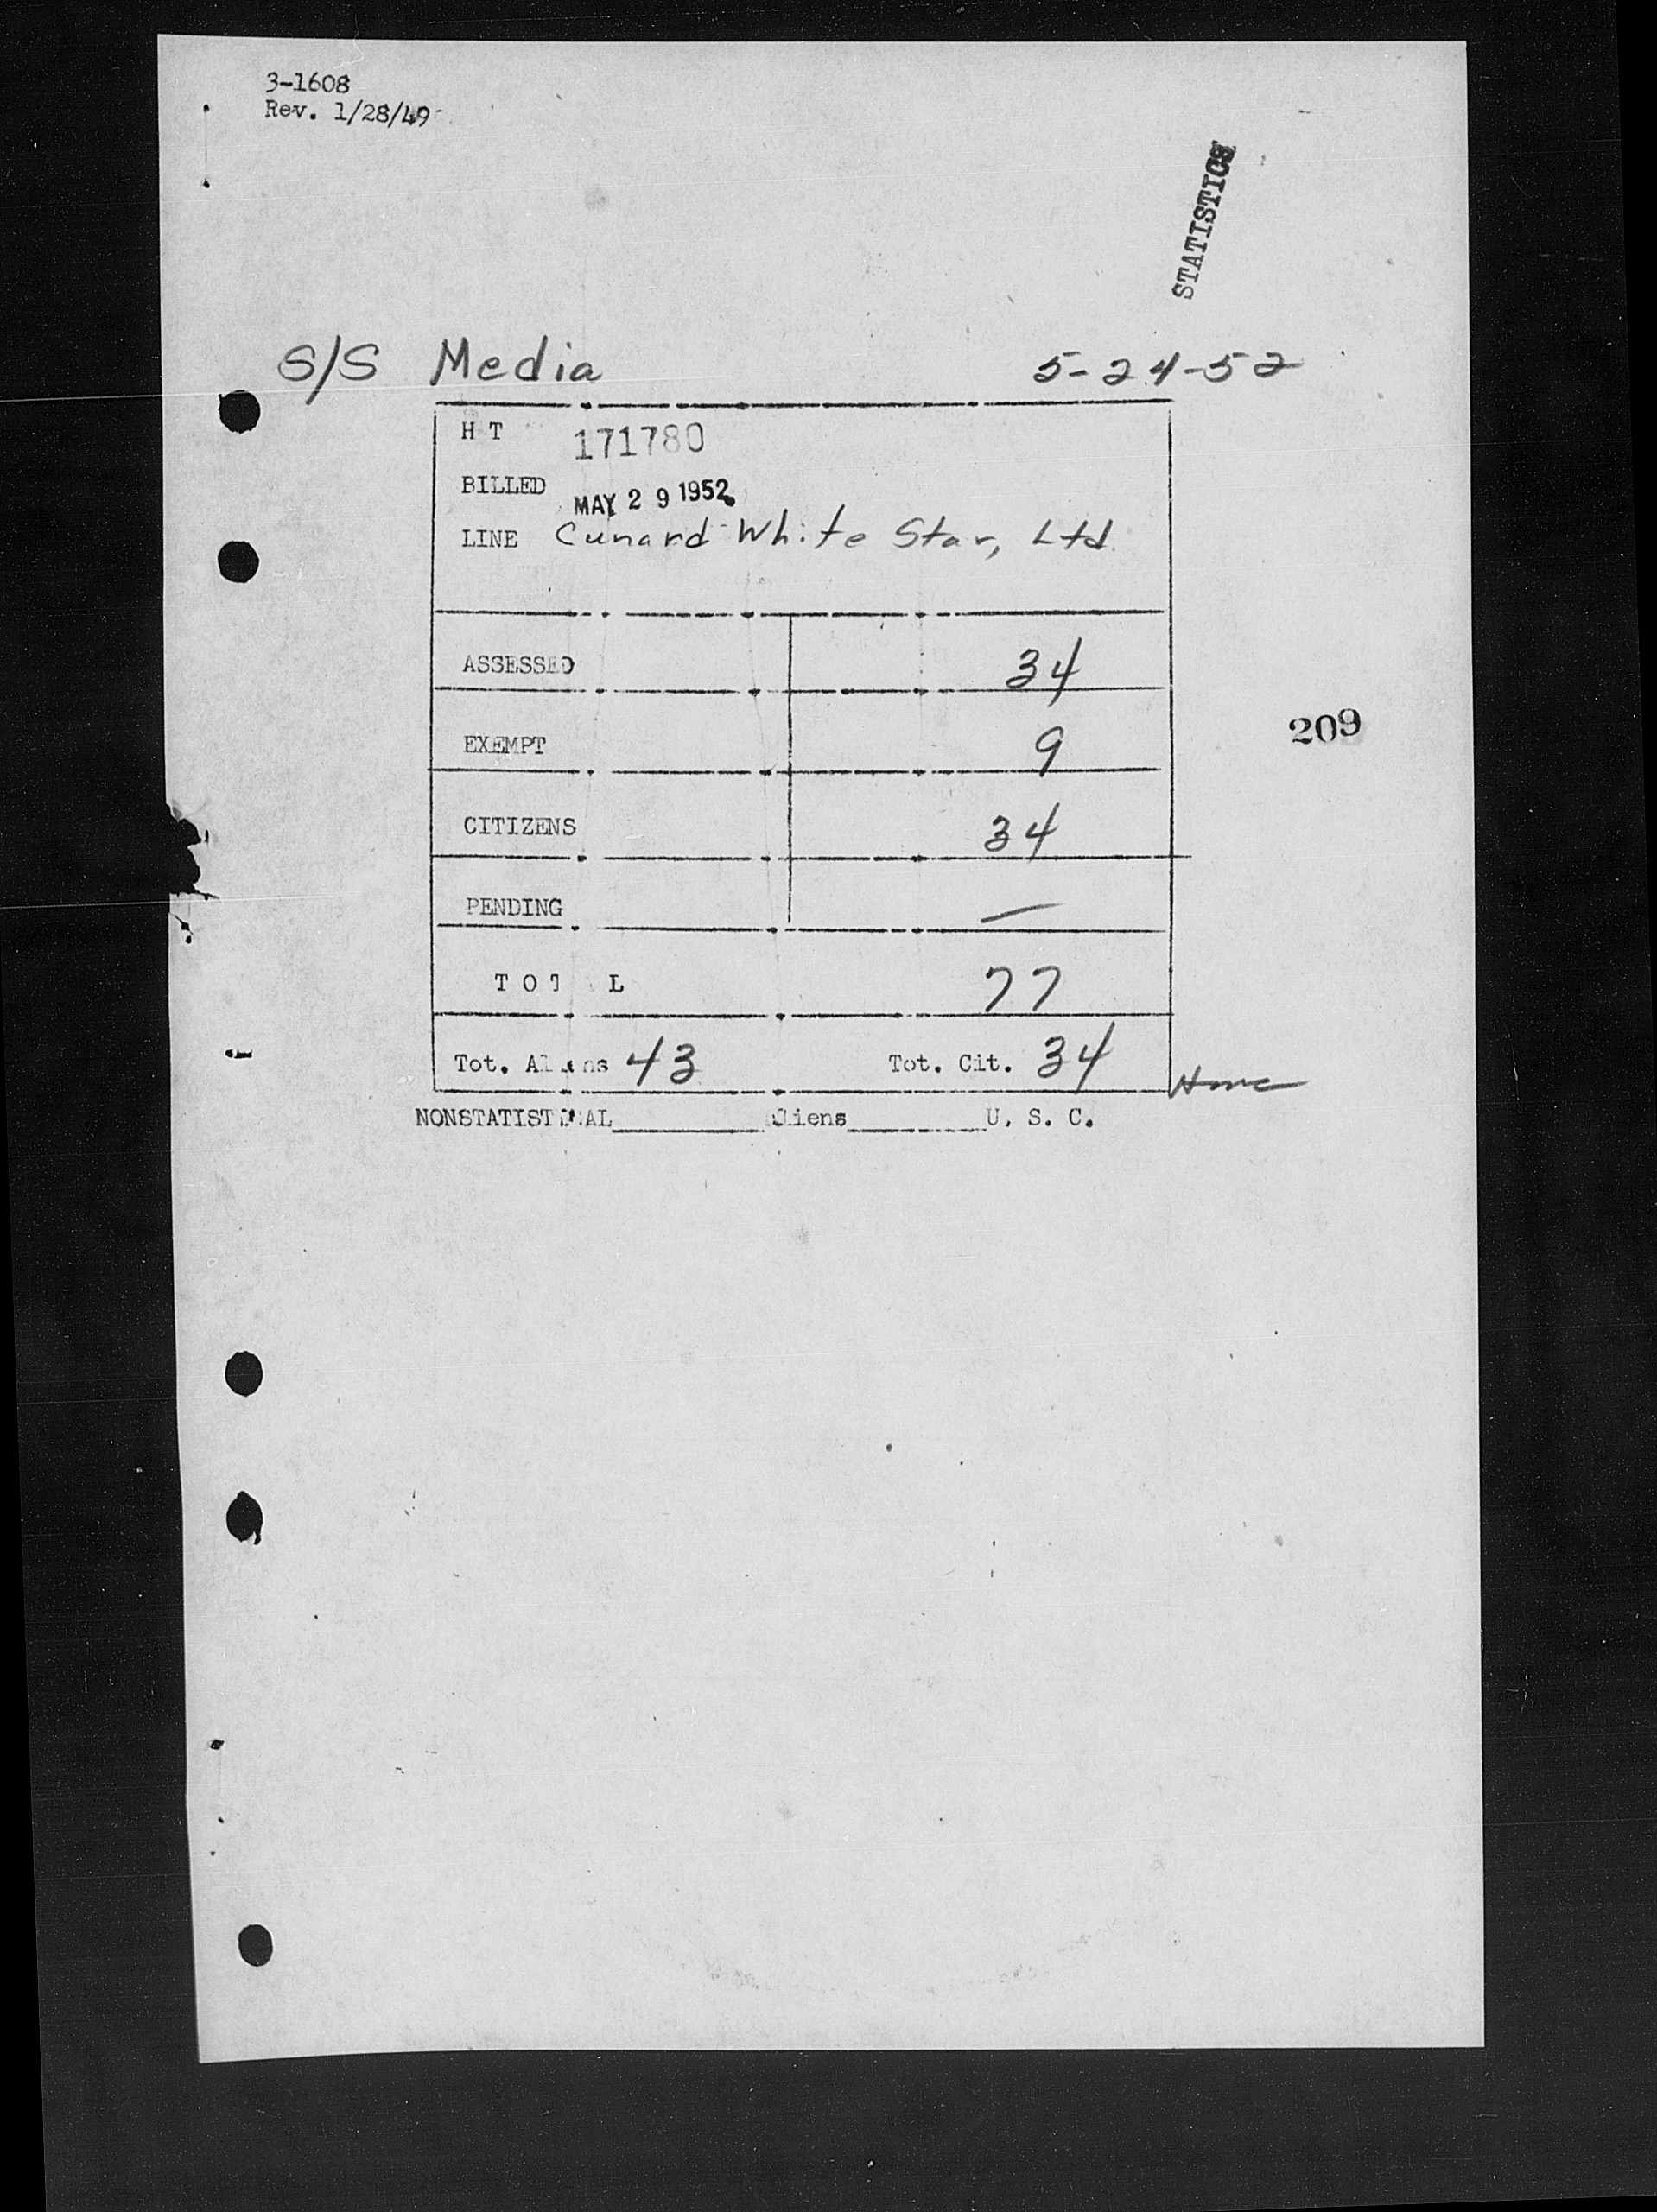 3-1608
Rev. 1/28/49
STATISTICS
S/S Media 5-24-52
H T 171780
BILLED MAY 29 1952
LINE Cunard White Star, Ltd.
ASSESSED 34
EXEMPT 9
209
CITIZENS 34
PENDING —
TOTAL 77
Tot. Aliens 43 Tot. Cit. 34
NONSTATISTICAL Aliens U. S. C.